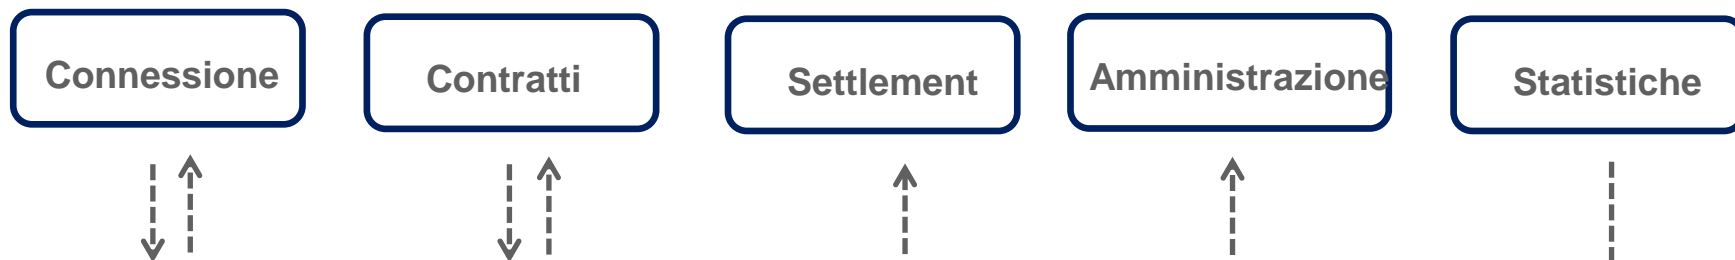 Connessione
Contratti
Settlement
Amministrazione
Statistiche